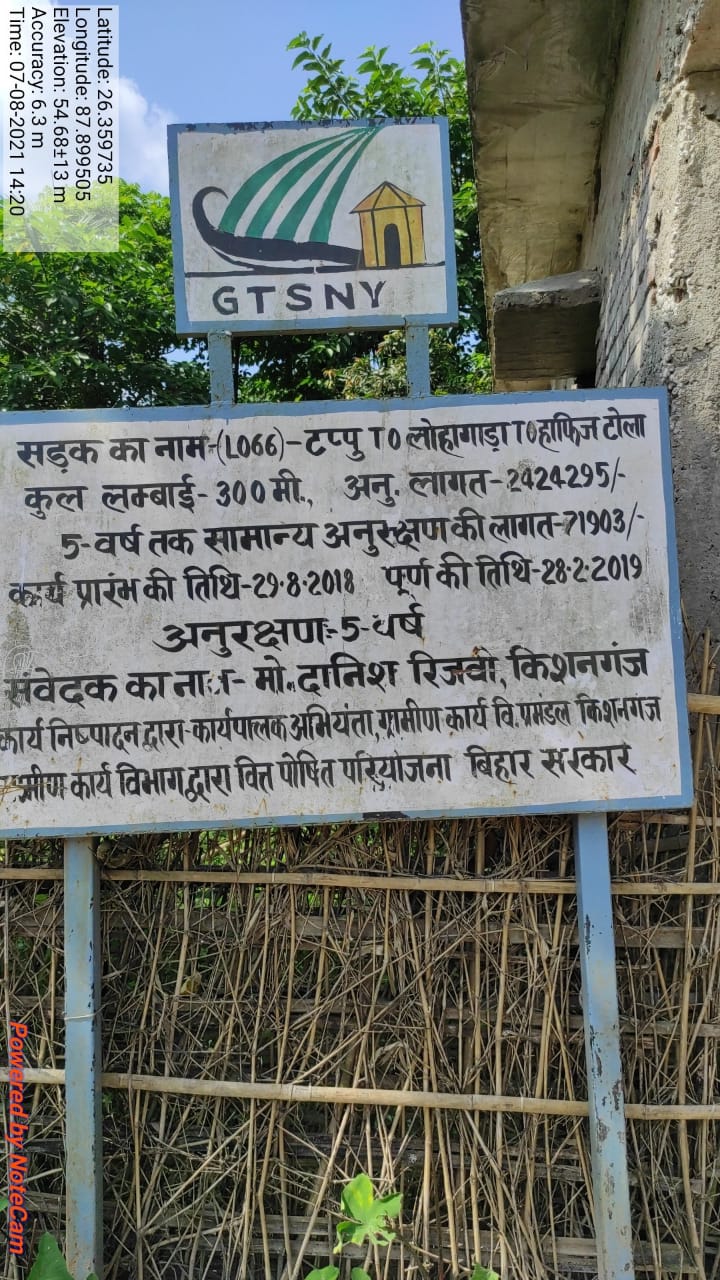 Latitude: 26.359735
Longitude: 87.899505
Elevation: 54.68±13 m
Accuracy: 6.3 m
Time: 07-08-2021 14:20
GTSNY
सड़क का नाम-(L066)-टप्पु TO लोहागाड़ा TO हाफिज टोला
कुल लम्बाई- 300 मी., अनु. लागत-2424295/-
5-वर्ष तक सामान्य अनुरक्षण की लागत-71903/-
कार्य प्रारंभ की तिथि-29.8.2018 पूर्ण की तिथि-28.2.2019
अनुरक्षण:-5-वर्ष
संवेदक का नाम- मो. दानिश रिजवी, किशनगंज
कार्य निष्पादन द्वारा-कार्यपालक अभियंता, ग्रामीण कार्य वि. प्रमंडल किशनगंज
ग्रामीण कार्य विभाग द्वारा वित्त पोषित परियोजना बिहार सरकार
Powered by NoteCam